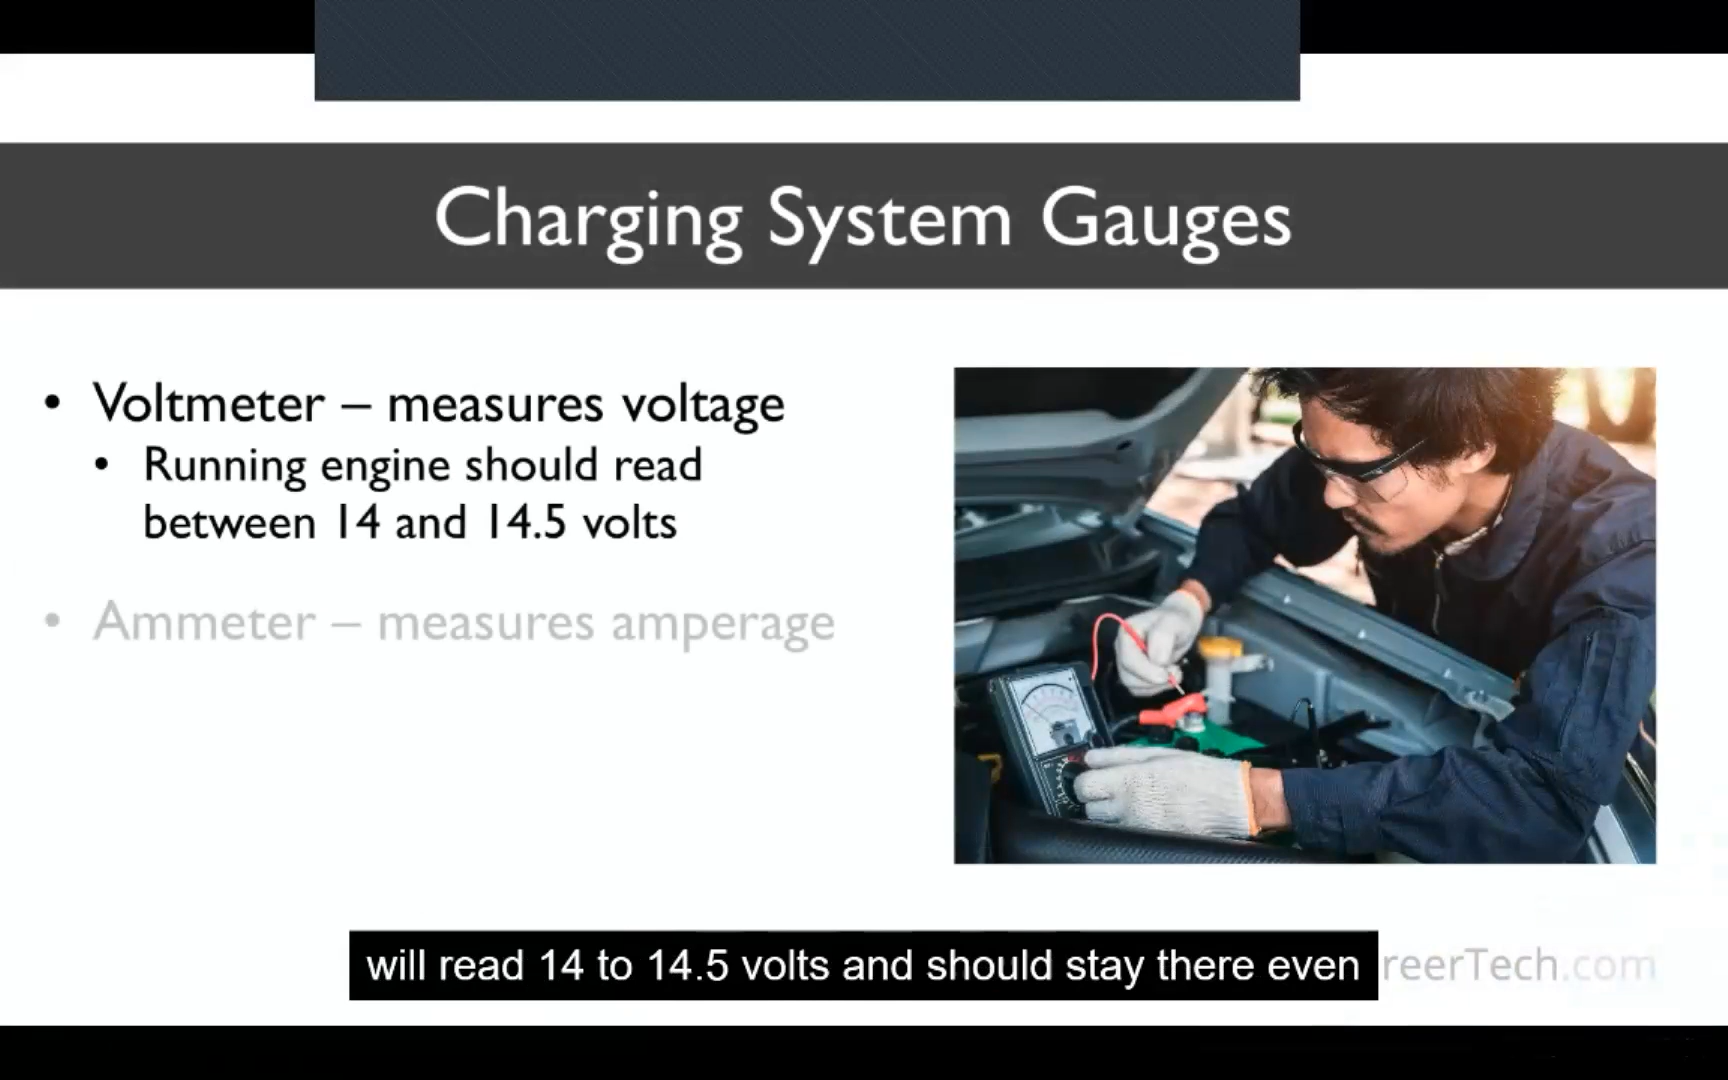 Charging System Gauges
• Voltmeter – measures voltage
• Running engine should read
between 14 and 14.5 volts
• Ammeter – measures amperage
will read 14 to 14.5 volts and should stay there even
reerTech.com